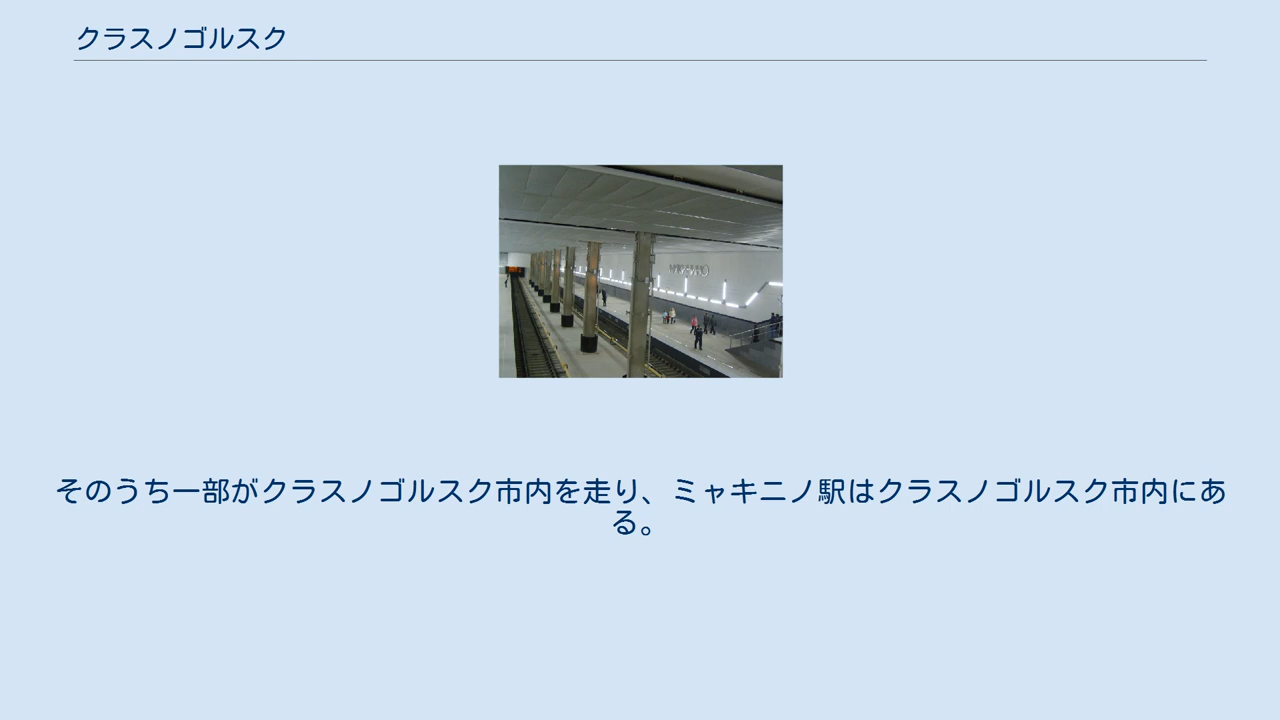 クラスノゴルスク
そのうち一部がクラスノゴルスク市内を走り、ミャキニノ駅はクラスノゴルスク市内にあ
る。